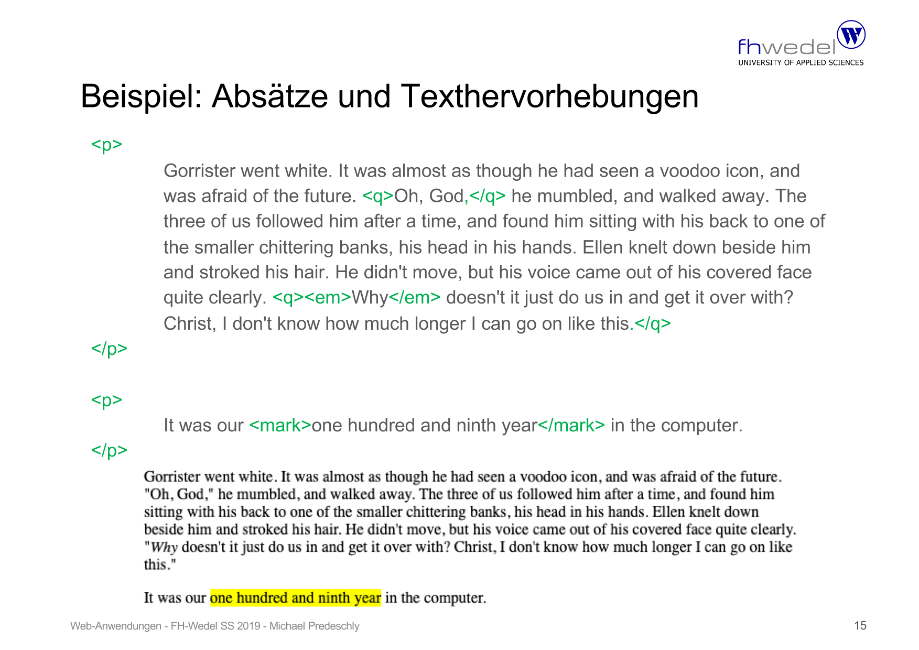 fhwedel
UNIVERSITY OF APPLIED SCIENCES
Beispiel: Absätze und Texthervorhebungen
<p>
Gorrister went white. It was almost as though he had seen a voodoo icon, and
was afraid of the future. <q>Oh, God,</q> he mumbled, and walked away. The
three of us followed him after a time, and found him sitting with his back to one of
the smaller chittering banks, his head in his hands. Ellen knelt down beside him
and stroked his hair. He didn't move, but his voice came out of his covered face
quite clearly. <q><em>Why</em> doesn't it just do us in and get it over with?
Christ, I don't know how much longer I can go on like this.</q>
</p>
<p>
It was our <mark>one hundred and ninth year</mark> in the computer.
</p>
Gorrister went white. It was almost as though he had seen a voodoo icon, and was afraid of the future.
"Oh, God," he mumbled, and walked away. The three of us followed him after a time, and found him
sitting with his back to one of the smaller chittering banks, his head in his hands. Ellen knelt down
beside him and stroked his hair. He didn't move, but his voice came out of his covered face quite clearly.
"Why doesn't it just do us in and get it over with? Christ, I don't know how much longer I can go on like
this."
It was our one hundred and ninth year in the computer.
Web-Anwendungen - FH-Wedel SS 2019 - Michael Predeschly
15